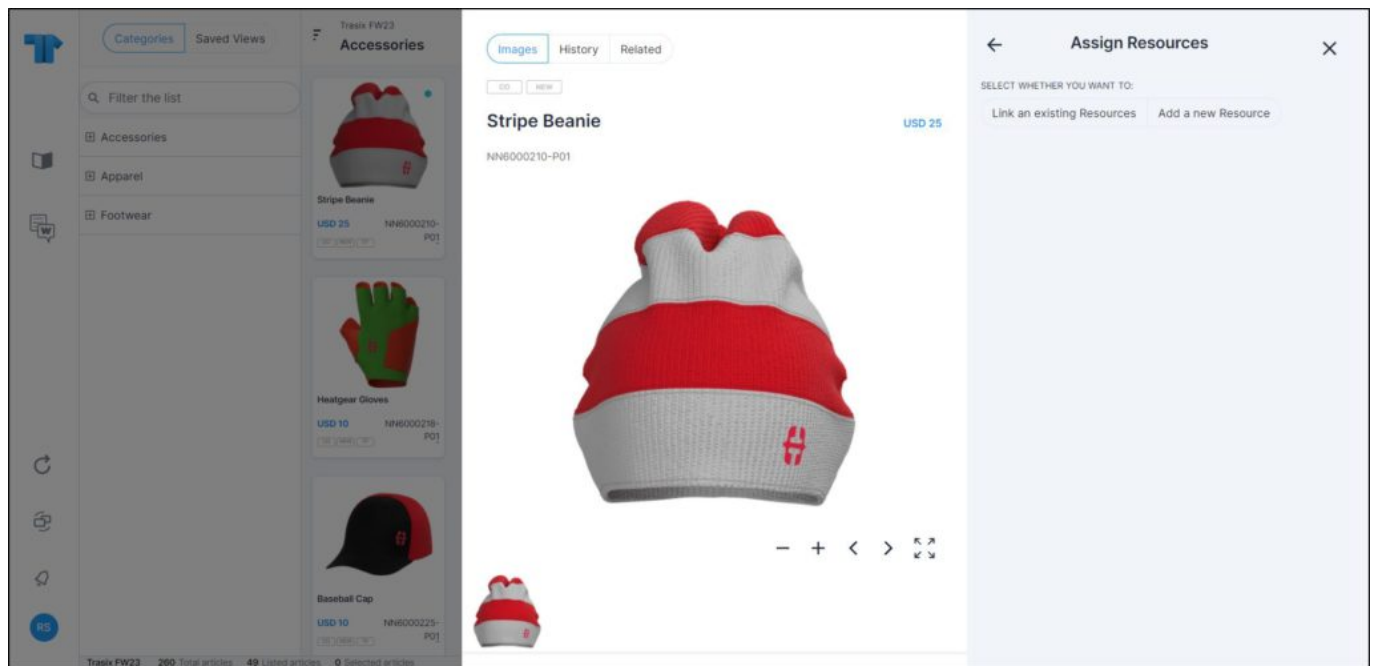 Categories
Saved Views
Filter the list
Accessories
Apparel
Footwear
RS
Trasix FW23
Accessories
Stripe Beanie
USD 25 NN6000210-
P01
Heatgear Gloves
USD 10 NN6000218-
P01
Baseball Cap
USD 10 NN6000225-
P01
Trasix FW23 260 Total articles 49 Listed articles 0 Selected articles
Images History Related
CO NEW
Stripe Beanie
USD 25
NN6000210-P01
Assign Resources
SELECT WHETHER YOU WANT TO:
Link an existing Resources Add a new Resource